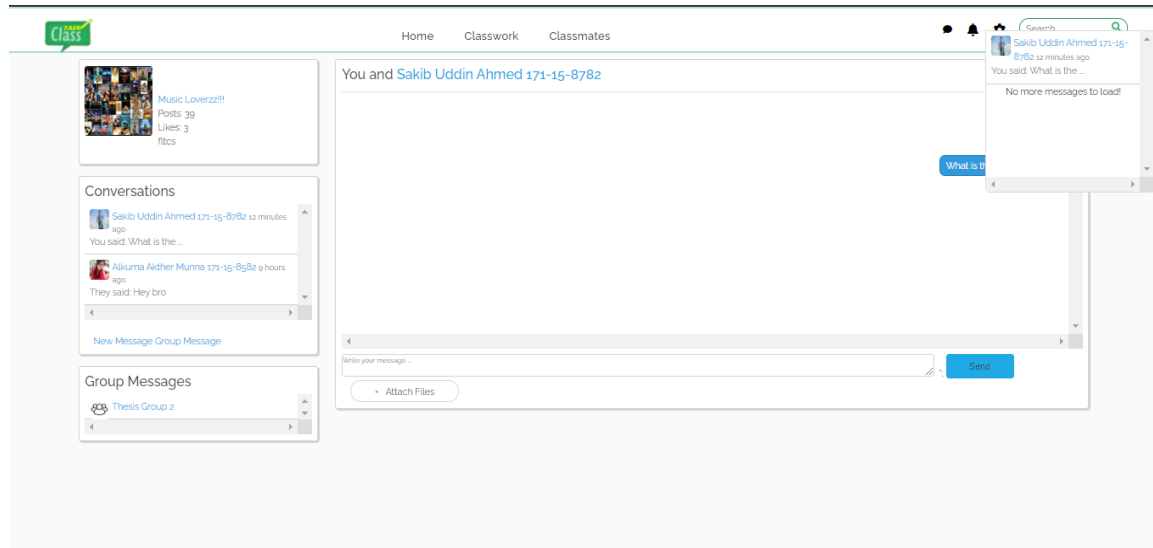 TALK
Class
Home Classwork Classmates
Search
Sakib Uddin Ahmed 171-15-
8782 12 minutes ago
You said: What is the ...
No more messages to load!
Music Loverzz!!!
Posts: 39
Likes: 3
fitcs
Conversations
Sakib Uddin Ahmed 171-15-8782 12 minutes
ago
You said: What is the ...
Alkuma Akther Munna 171-15-8582 9 hours
ago
They said: Hey bro
New Message Group Message
Group Messages
Thesis Group 2
You and Sakib Uddin Ahmed 171-15-8782
What is th
Write your message ...
Send
+ Attach Files